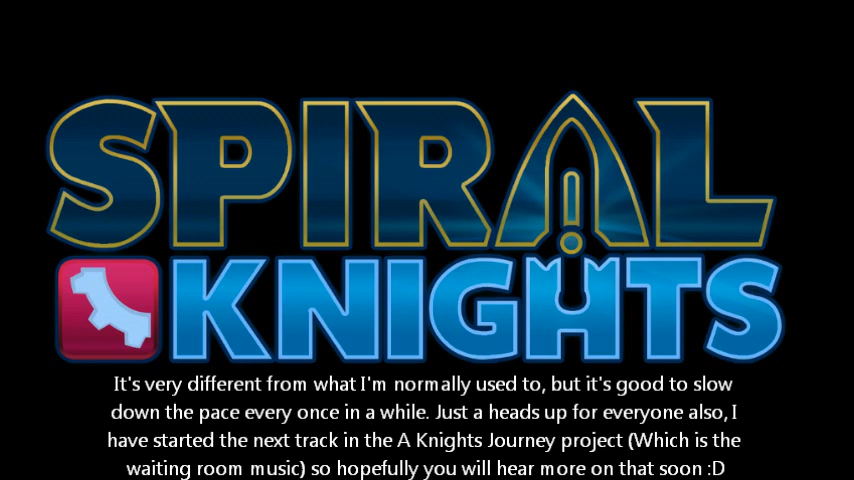 SPIRAL
KNIGHTS
It's very different from what I'm normally used to, but it's good to slow
down the pace every once in a while. Just a heads up for everyone also, I
have started the next track in the A Knights Journey project (Which is the
waiting room music) so hopefully you will hear more on that soon :D